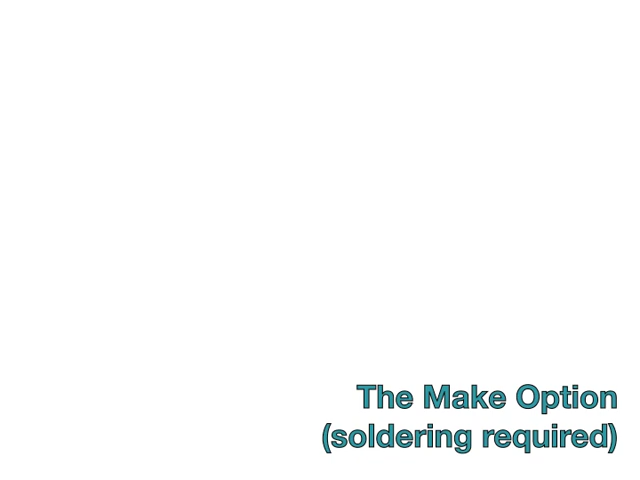 The Make Option
(soldering required)